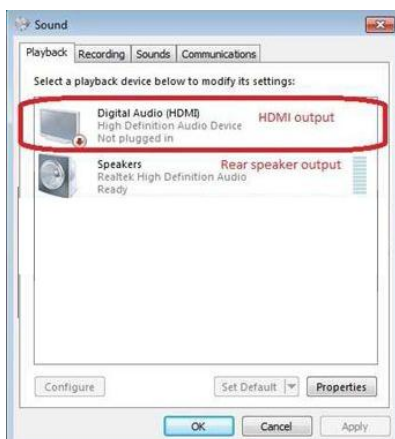 Sound
Playback Recording Sounds Communications
Select a playback device below to modify its settings:
Digital Audio (HDMI)
High Definition Audio Device
Not plugged in
HDMI output
Speakers
Realtek High Definition Audio
Ready
Rear speaker output
Configure Set Default Properties
OK Cancel Apply